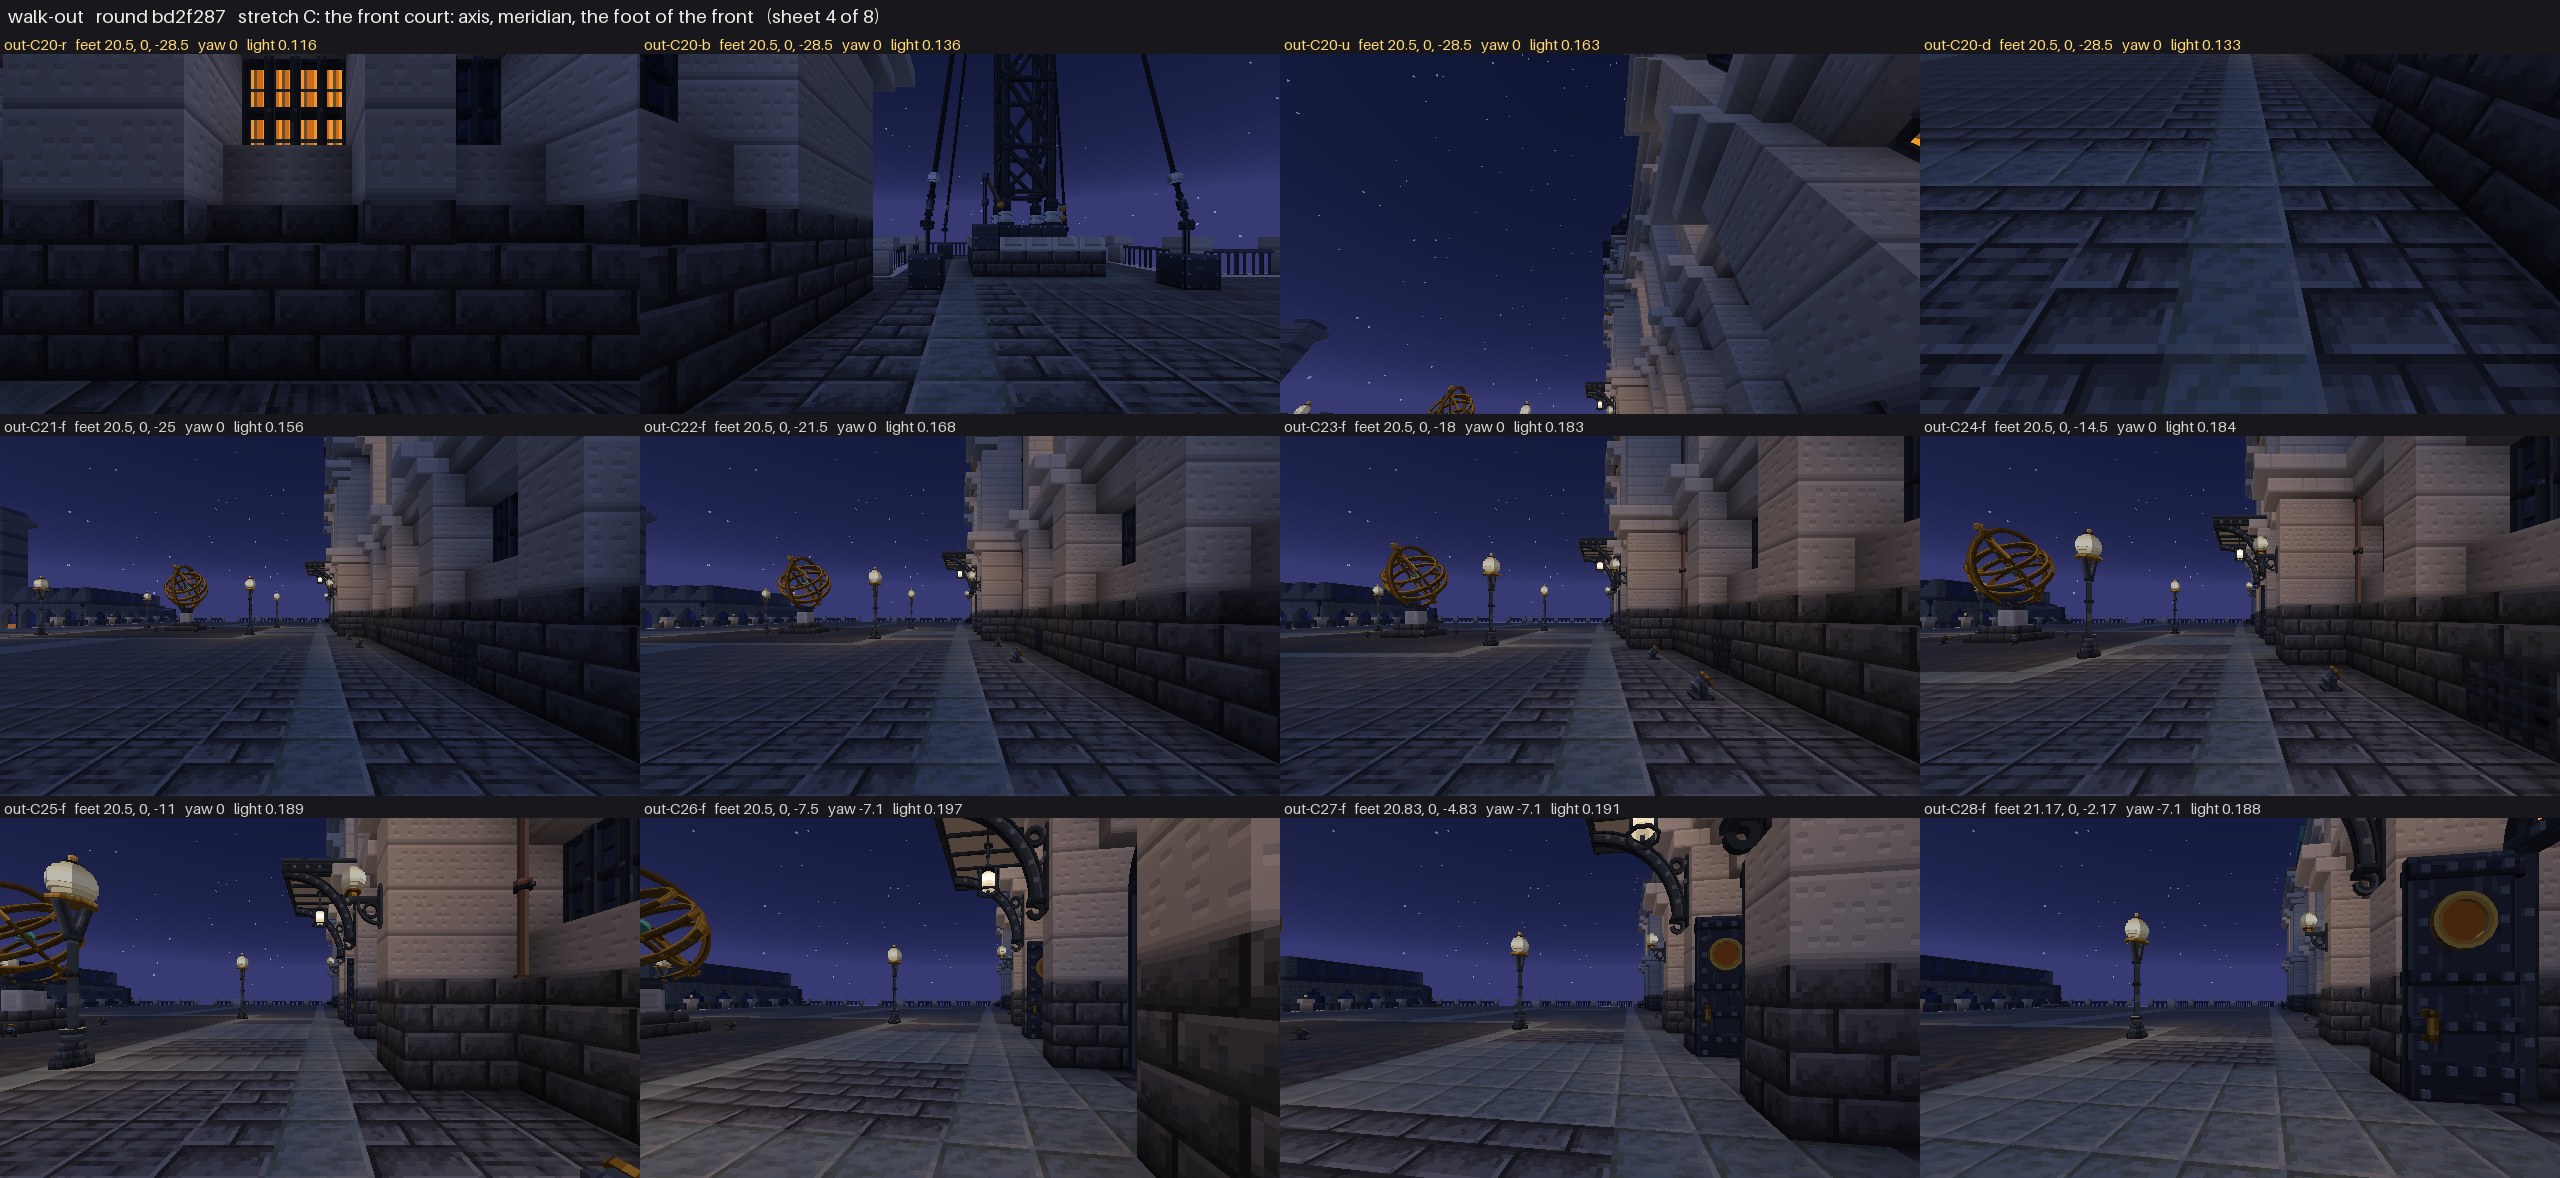 walk-out round bd2f287 stretch C: the front court: axis, meridian, the foot of the front (sheet 4 of 8)
out-C20-r feet 20.5, 0, -28.5 yaw 0 light 0.116
out-C20-b feet 20.5, 0, -28.5 yaw 0 light 0.136
out-C20-u feet 20.5, 0, -28.5 yaw 0 light 0.163
out-C20-d feet 20.5, 0, -28.5 yaw 0 light 0.133
out-C21-f feet 20.5, 0, -25 yaw 0 light 0.156
out-C22-f feet 20.5, 0, -21.5 yaw 0 light 0.168
out-C23-f feet 20.5, 0, -18 yaw 0 light 0.183
out-C24-f feet 20.5, 0, -14.5 yaw 0 light 0.184
out-C25-f feet 20.5, 0, -11 yaw 0 light 0.189
out-C26-f feet 20.5, 0, -7.5 yaw -7.1 light 0.197
out-C27-f feet 20.83, 0, -4.83 yaw -7.1 light 0.191
out-C28-f feet 21.17, 0, -2.17 yaw -7.1 light 0.188